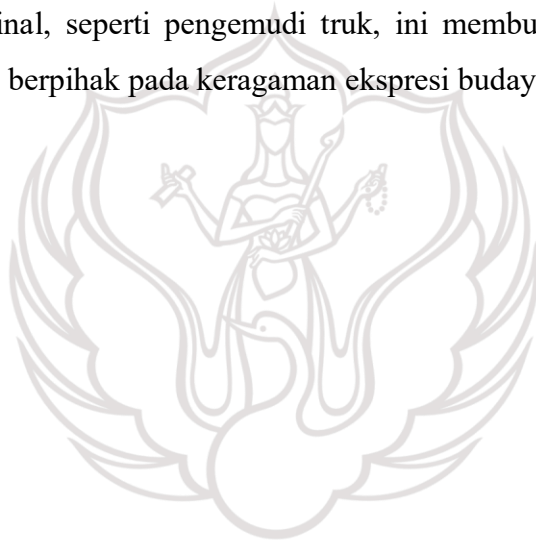 inal, seperti pengemudi truk, ini membu
berpihak pada keragaman ekspresi buday